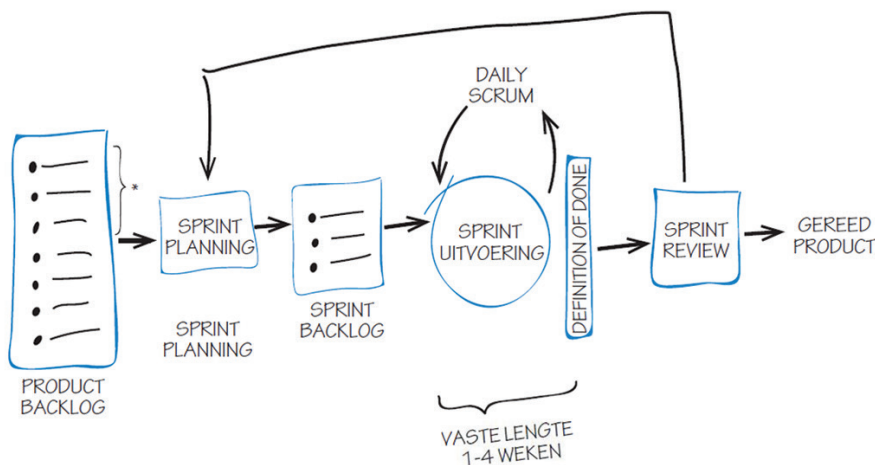 DAILY
SCRUM
*
SPRINT
PLANNING
SPRINT
UITVOERING
DEFINITION OF DONE
SPRINT
REVIEW
GEREED
PRODUCT
SPRINT
PLANNING
SPRINT
BACKLOG
PRODUCT
BACKLOG
VASTE LENGTE
1-4 WEKEN